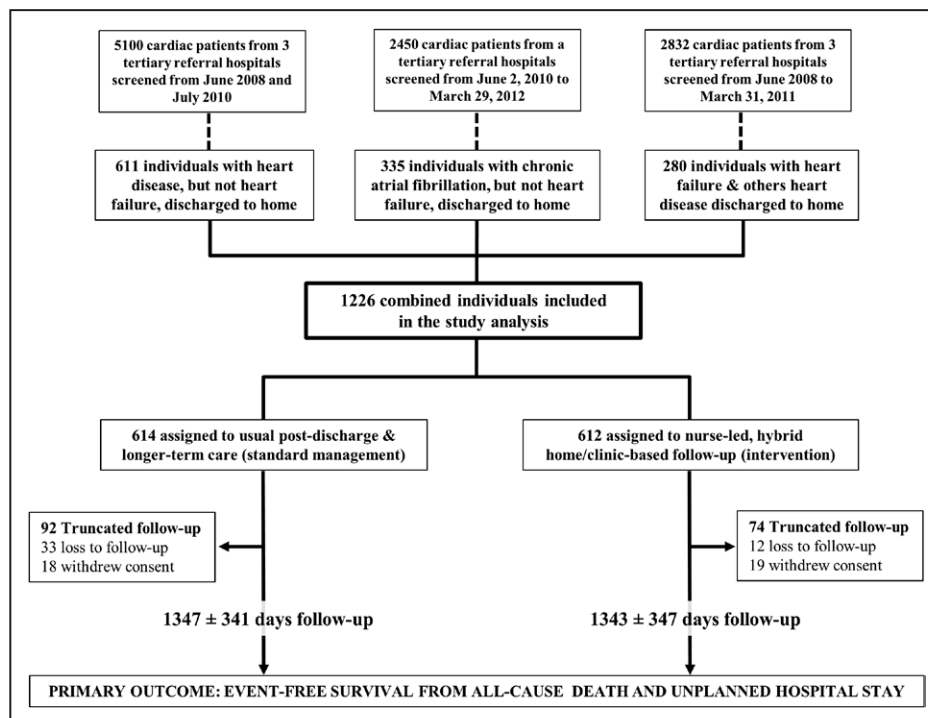 5100 cardiac patients from 3
tertiary referral hospitals
screened from June 2008 and
July 2010
2450 cardiac patients from a
tertiary referral hospitals
screened from June 2, 2010 to
March 29, 2012
2832 cardiac patients from 3
tertiary referral hospitals
screened from June 2008 to
March 31, 2011
611 individuals with heart
disease, but not heart
failure, discharged to home
335 individuals with chronic
atrial fibrillation, but not heart
failure, discharged to home
280 individuals with heart
failure & others heart
disease discharged to home
1226 combined individuals included
in the study analysis
614 assigned to usual post-discharge &
longer-term care (standard management)
612 assigned to nurse-led, hybrid
home/clinic-based follow-up (intervention)
92 Truncated follow-up
33 loss to follow-up
18 withdrew consent
74 Truncated follow-up
12 loss to follow-up
19 withdrew consent
1347 ± 341 days follow-up
1343 ± 347 days follow-up
PRIMARY OUTCOME: EVENT-FREE SURVIVAL FROM ALL-CAUSE DEATH AND UNPLANNED HOSPITAL STAY